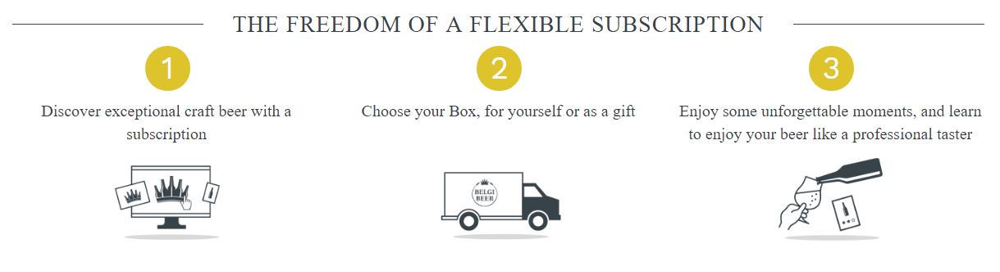 THE FREEDOM OF A FLEXIBLE SUBSCRIPTION
1
Discover exceptional craft beer with a
subscription
2
Choose your Box, for yourself or as a gift
BELGI
BEER
3
Enjoy some unforgettable moments, and learn
to enjoy your beer like a professional taster